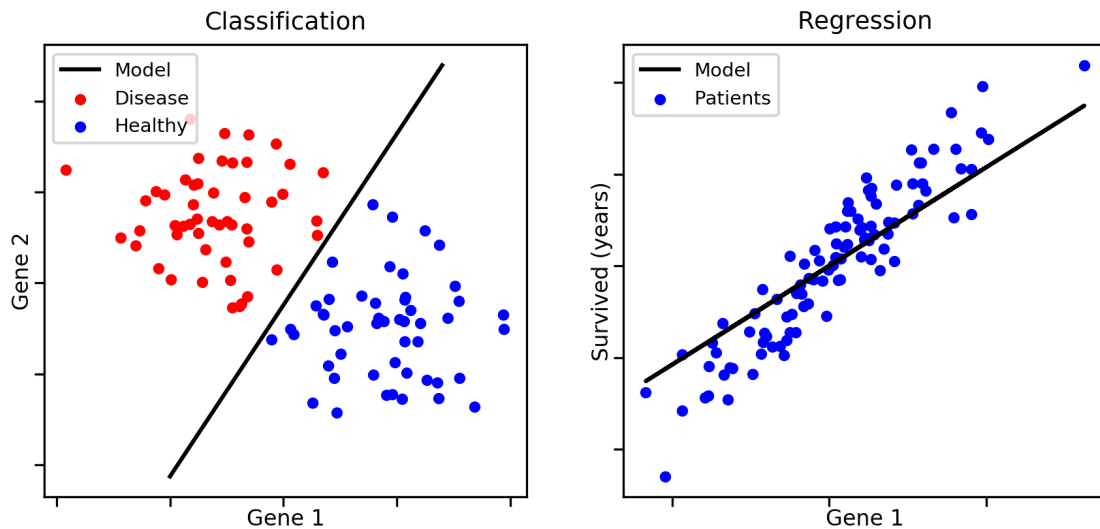 Classification
Model
Disease
Healthy
Gene 2
Gene 1
Regression
Model
Patients
Survived (years)
Gene 1